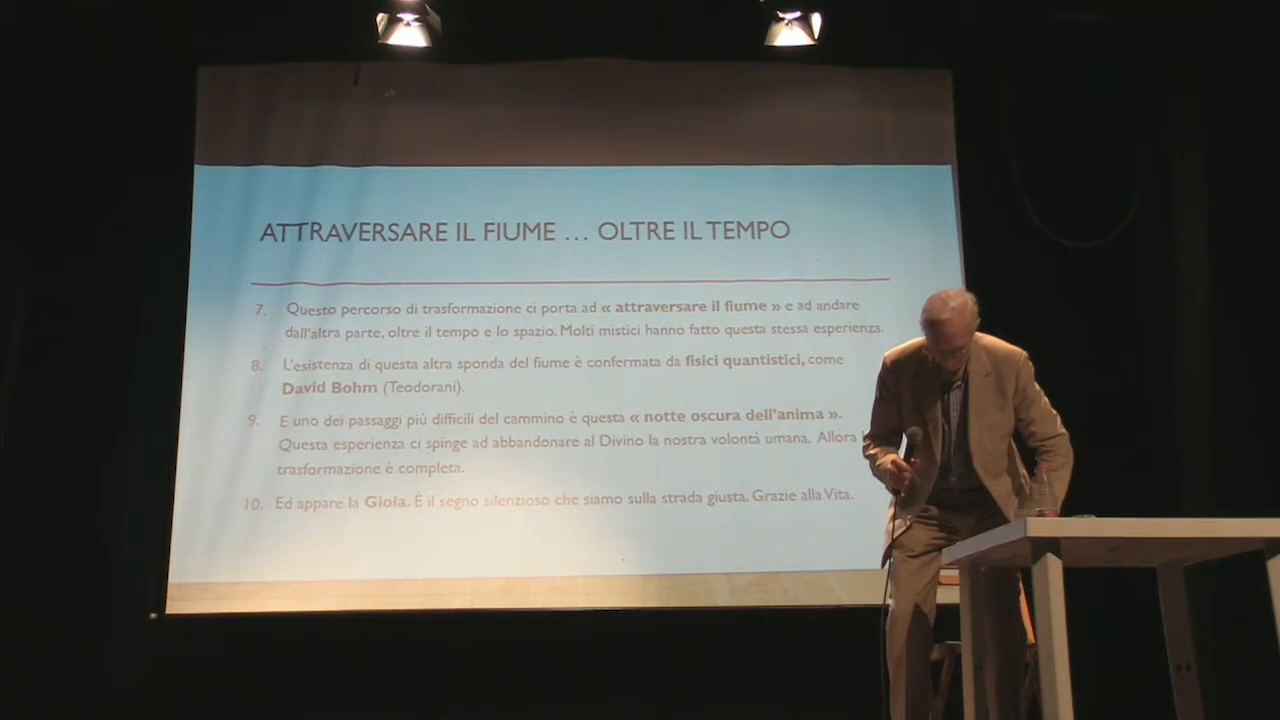 ATTRAVERSARE IL FIUME ... OLTRE IL TEMPO
7. Questo percorso di trasformazione ci porta ad « attraversare il fiume » e ad andare
dall'altra parte, oltre il tempo e lo spazio. Molti mistici hanno fatto questa stessa esperienza.
8. L'esistenza di questa altra sponda del fiume è confermata da fisici quantistici, come
David Bohm (Teodorani).
9. E uno dei passaggi più difficili del cammino è questa « notte oscura dell'anima ».
Questa esperienza ci spinge ad abbandonare al Divino la nostra volontà umana. Allora
trasformazione è completa.
10. Ed appare la Gioia. È il segno silenzioso che siamo sulla strada giusta. Grazie alla Vita.